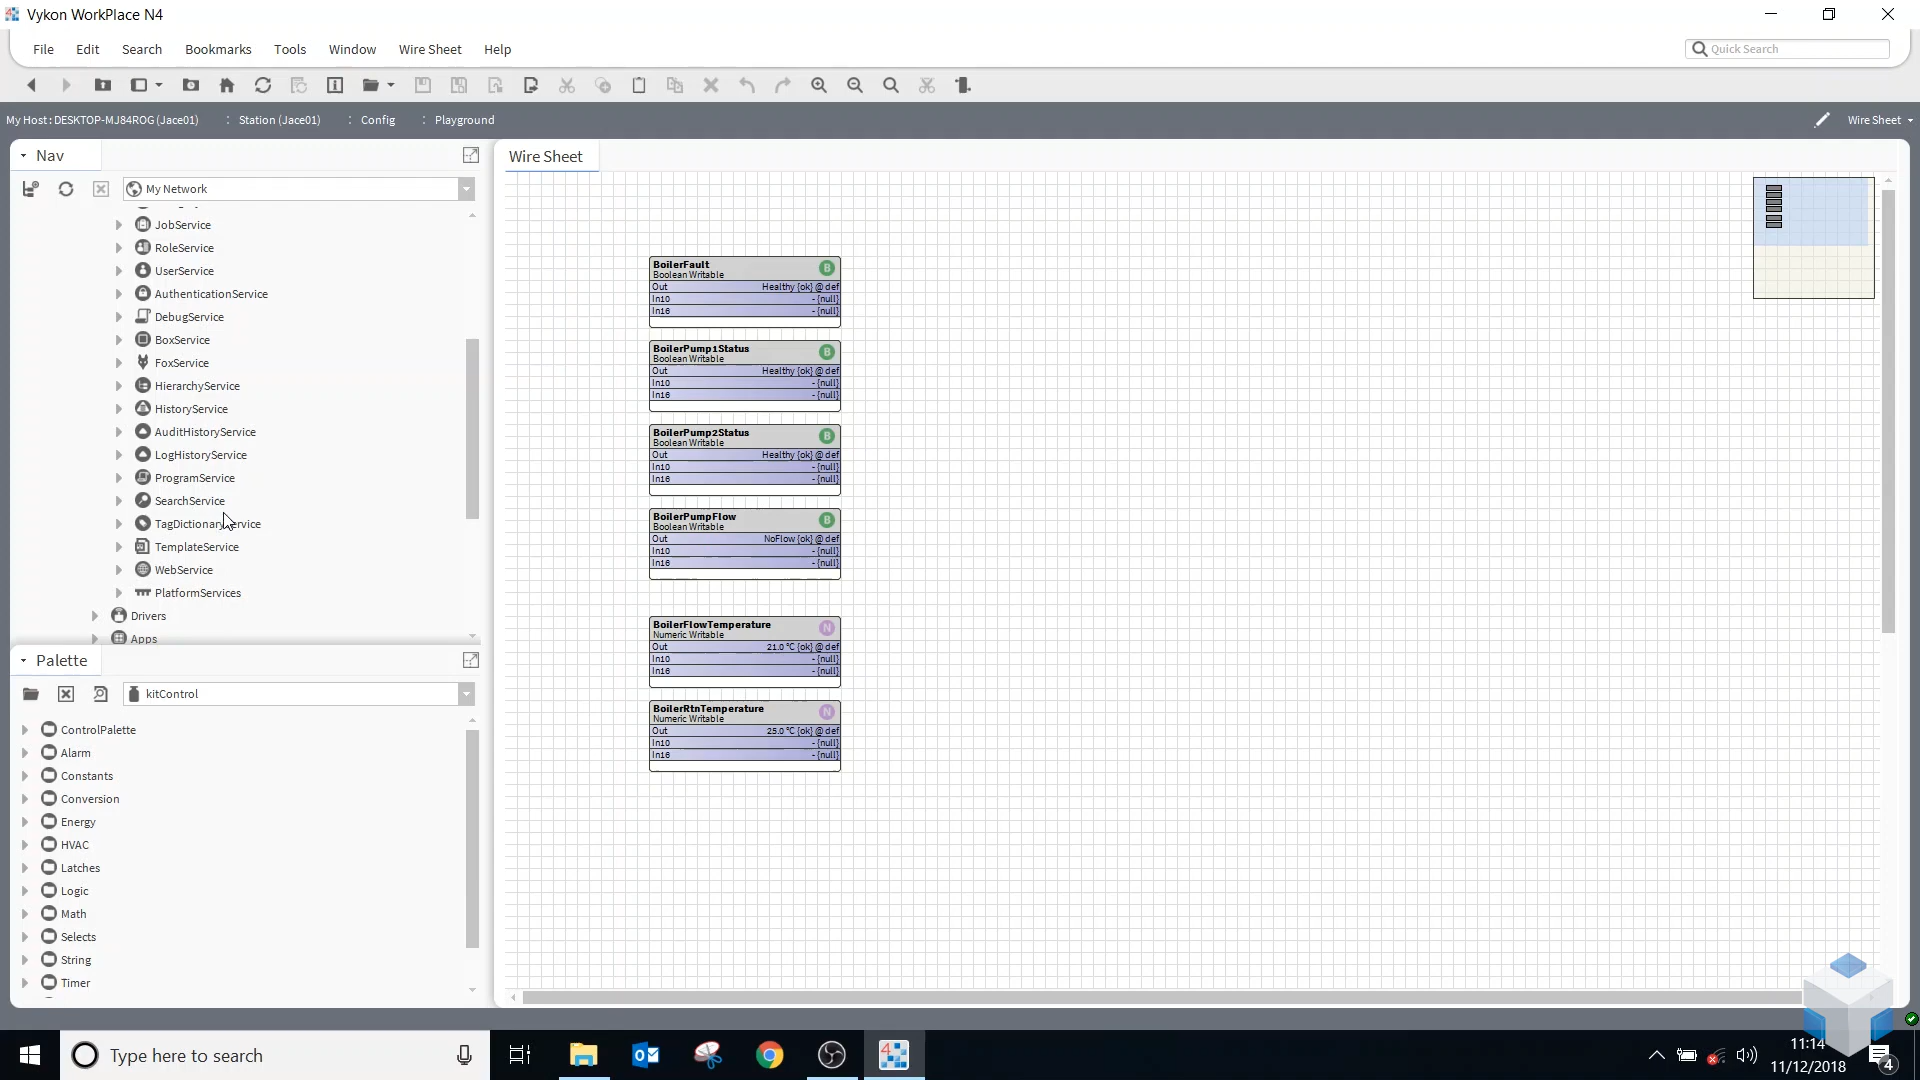 Vykon WorkPlace N4
File Edit Search Bookmarks Tools Window Wire Sheet Help
Quick Search
My Host : DESKTOP-MJ84ROG (Jace01) : Station (Jace01) : Config : Playground
Wire Sheet
Nav
My Network
JobService
RoleService
UserService
AuthenticationService
DebugService
BoxService
FoxService
HierarchyService
HistoryService
AuditHistoryService
LogHistoryService
ProgramService
SearchService
TagDictionaryService
TemplateService
WebService
PlatformServices
Drivers
Apps
Palette
kitControl
ControlPalette
Alarm
Constants
Conversion
Energy
HVAC
Latches
Logic
Math
Selects
String
Timer
Wire Sheet
BoilerFault
Boolean Writable
B
Out Healthy {ok} @ def
In10 - {null}
In16 - {null}
BoilerPump1Status
Boolean Writable
B
Out Healthy {ok} @ def
In10 - {null}
In16 - {null}
BoilerPump2Status
Boolean Writable
B
Out Healthy {ok} @ def
In10 - {null}
In16 - {null}
BoilerPumpFlow
Boolean Writable
B
Out NoFlow {ok} @ def
In10 - {null}
In16 - {null}
BoilerFlowTemperature
Numeric Writable
N
Out 21.0 °C {ok} @ def
In10 - {null}
In16 - {null}
BoilerRtnTemperature
Numeric Writable
N
Out 25.0 °C {ok} @ def
In10 - {null}
In16 - {null}
Type here to search
11:14
11/12/2018
4